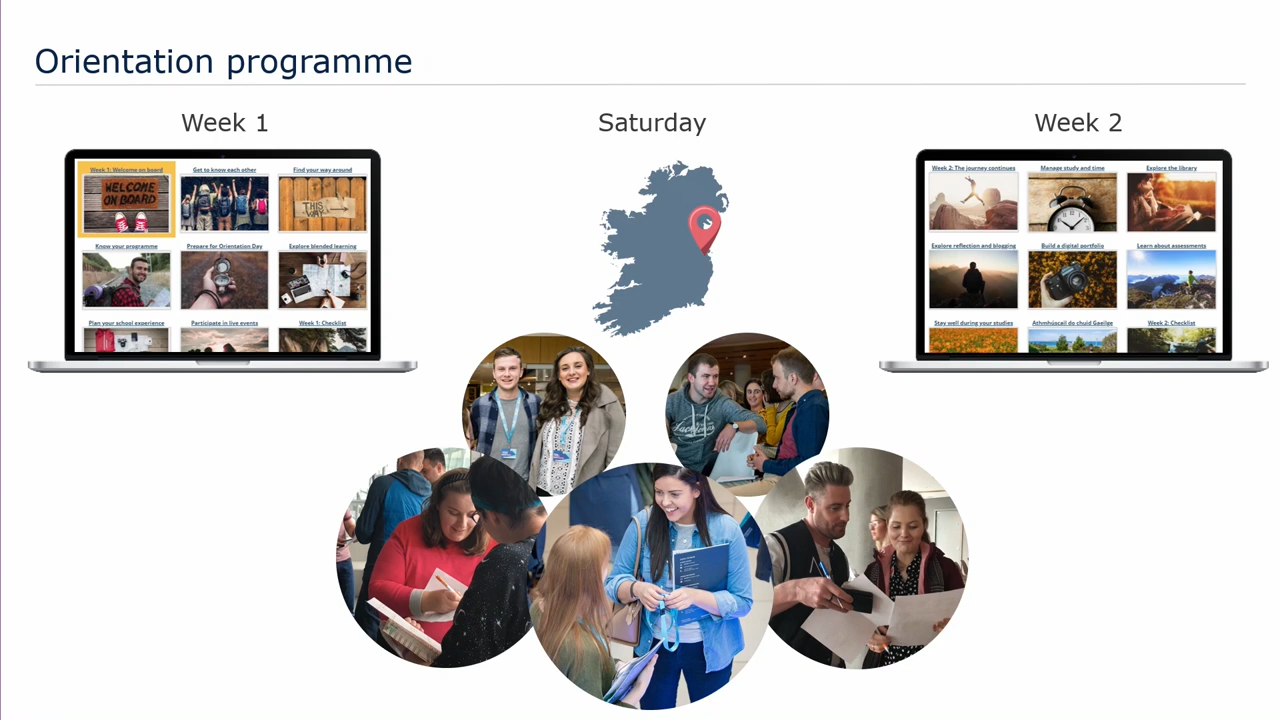 Orientation programme
Week 1
Saturday
Week 2
Week 1: Welcome on board
Get to know each other
Find your way around
WELCOME
ON BOARD
THIS
WAY
Know your programme
Prepare for Orientation Day
Explore blended learning
Plan your school experience
Participate in live events
Week 1: Checklist
Week 2: The journey continues
Manage study and time
Explore the library
Explore reflection and blogging
Build a digital portfolio
Learn about assessments
Stay well during your studies
Athmhúscail do chuid Gaeilge
Week 2: Checklist